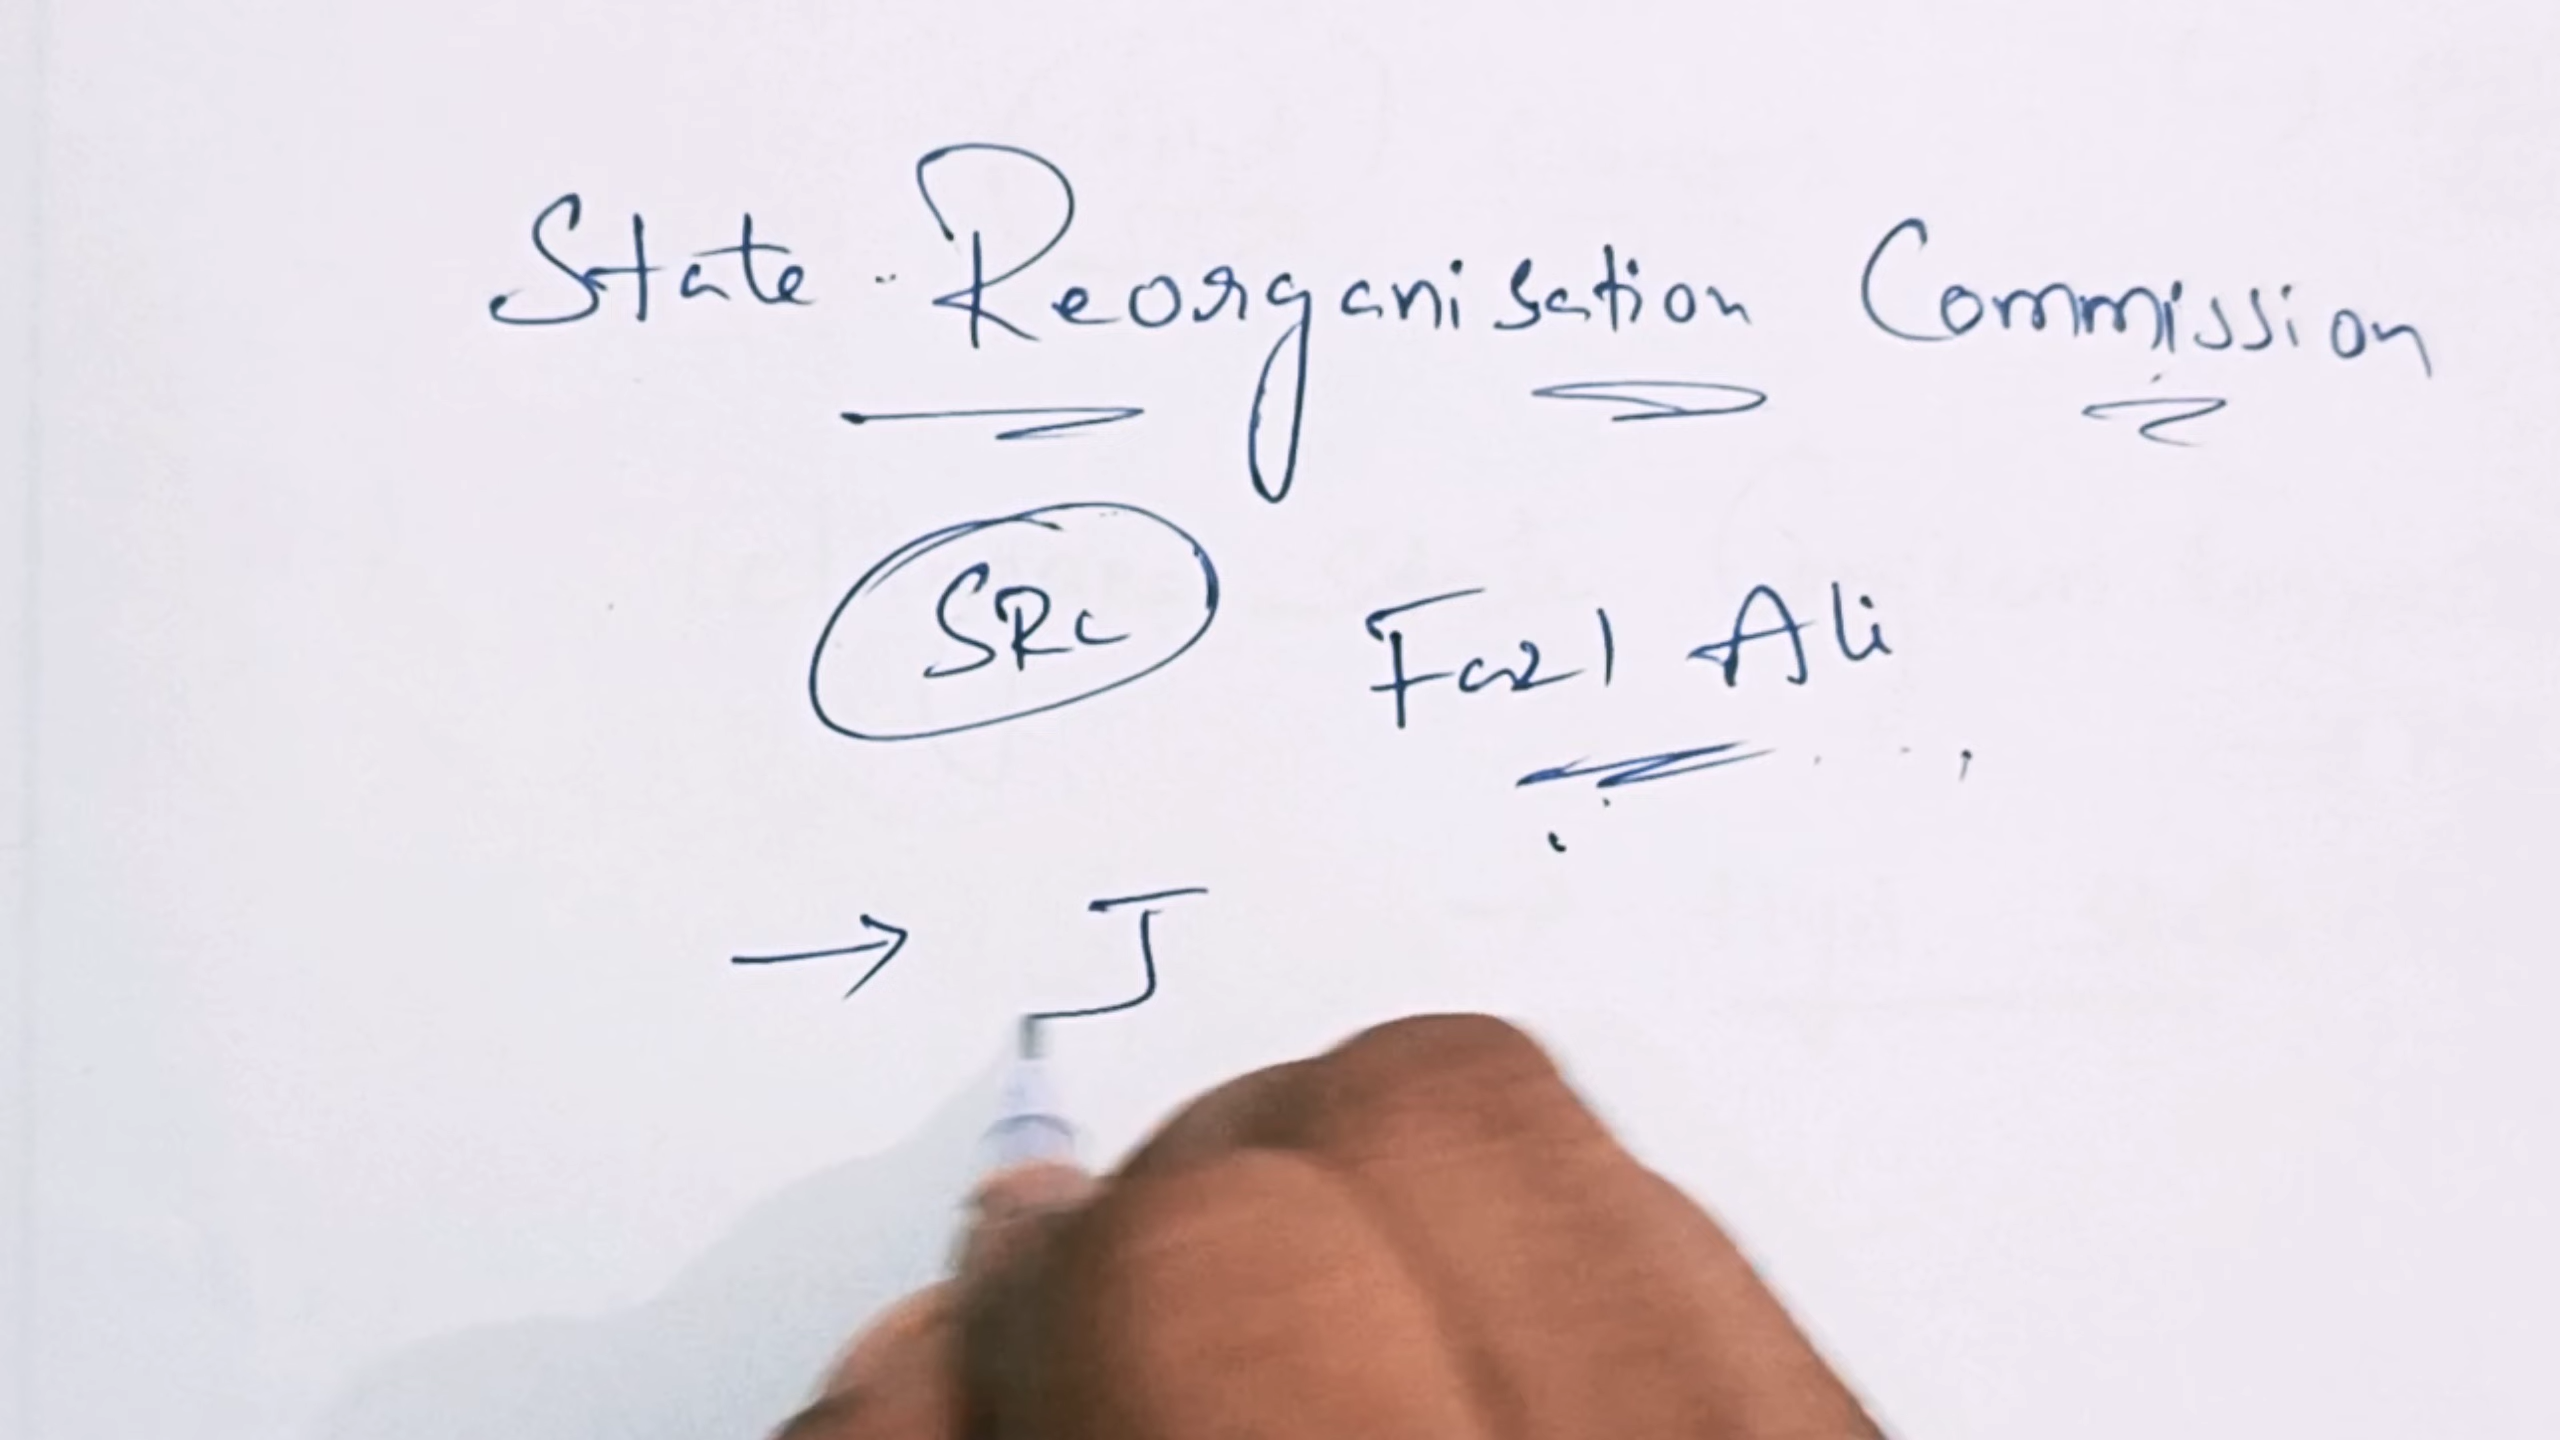 State Reorganisation Commission
SRC Fazl Ali
→ J